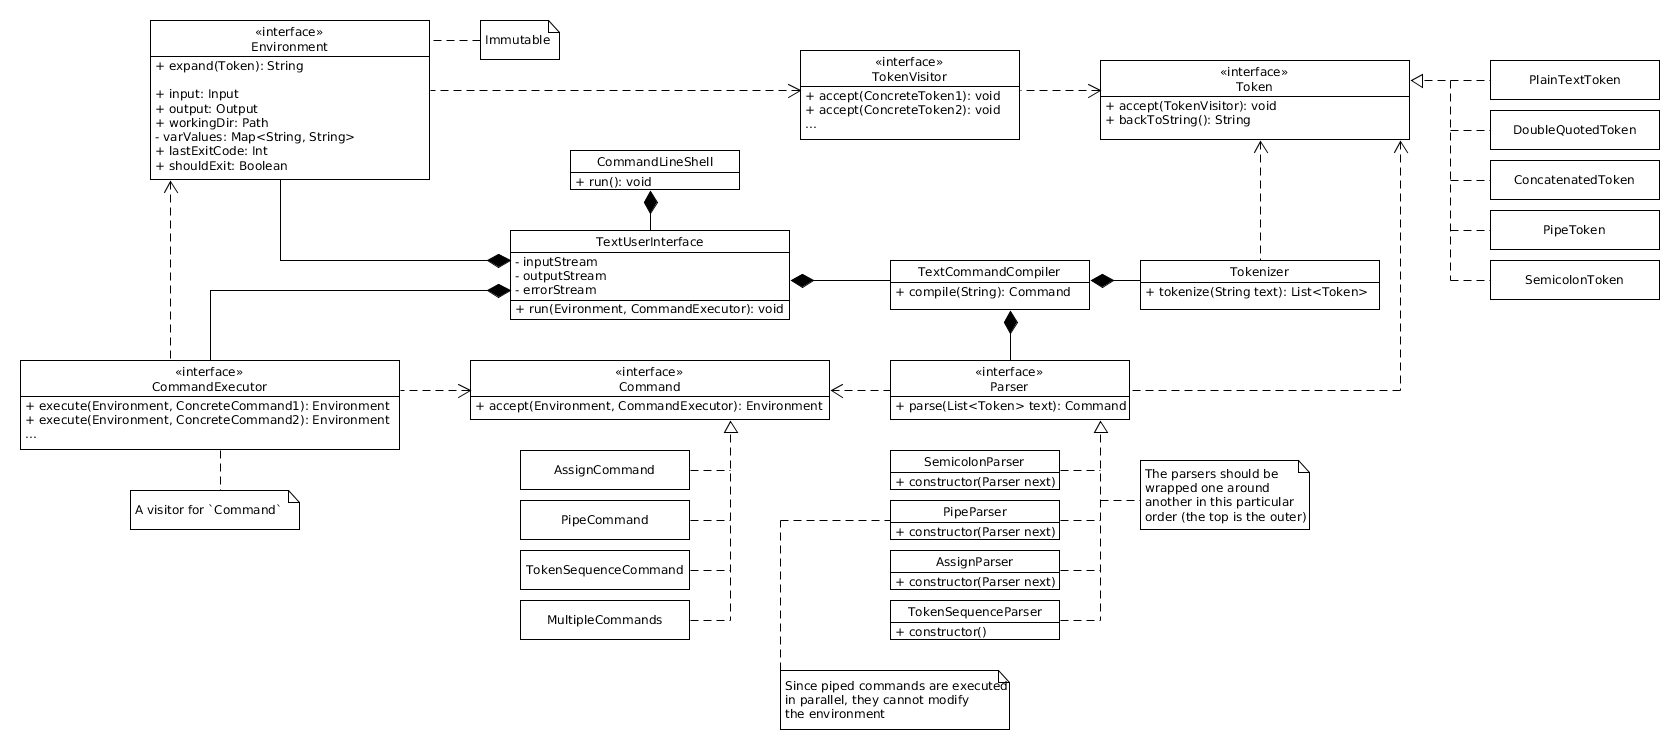 «interface»
Environment
+ expand(Token): String
+ input: Input
+ output: Output
+ workingDir: Path
- varValues: Map<String, String>
+ lastExitCode: Int
+ shouldExit: Boolean
Immutable
«interface»
TokenVisitor
+ accept(ConcreteToken1): void
+ accept(ConcreteToken2): void
...
«interface»
Token
+ accept(TokenVisitor): void
+ backToString(): String
PlainTextToken
DoubleQuotedToken
ConcatenatedToken
PipeToken
SemicolonToken
CommandLineShell
+ run(): void
TextUserInterface
- inputStream
- outputStream
- errorStream
+ run(Evironment, CommandExecutor): void
TextCommandCompiler
+ compile(String): Command
Tokenizer
+ tokenize(String text): List<Token>
«interface»
CommandExecutor
+ execute(Environment, ConcreteCommand1): Environment
+ execute(Environment, ConcreteCommand2): Environment
...
A visitor for `Command`
«interface»
Command
+ accept(Environment, CommandExecutor): Environment
AssignCommand
PipeCommand
TokenSequenceCommand
MultipleCommands
«interface»
Parser
+ parse(List<Token> text): Command
SemicolonParser
+ constructor(Parser next)
PipeParser
+ constructor(Parser next)
AssignParser
+ constructor(Parser next)
TokenSequenceParser
+ constructor()
The parsers should be
wrapped one around
another in this particular
order (the top is the outer)
Since piped commands are executed
in parallel, they cannot modify
the environment